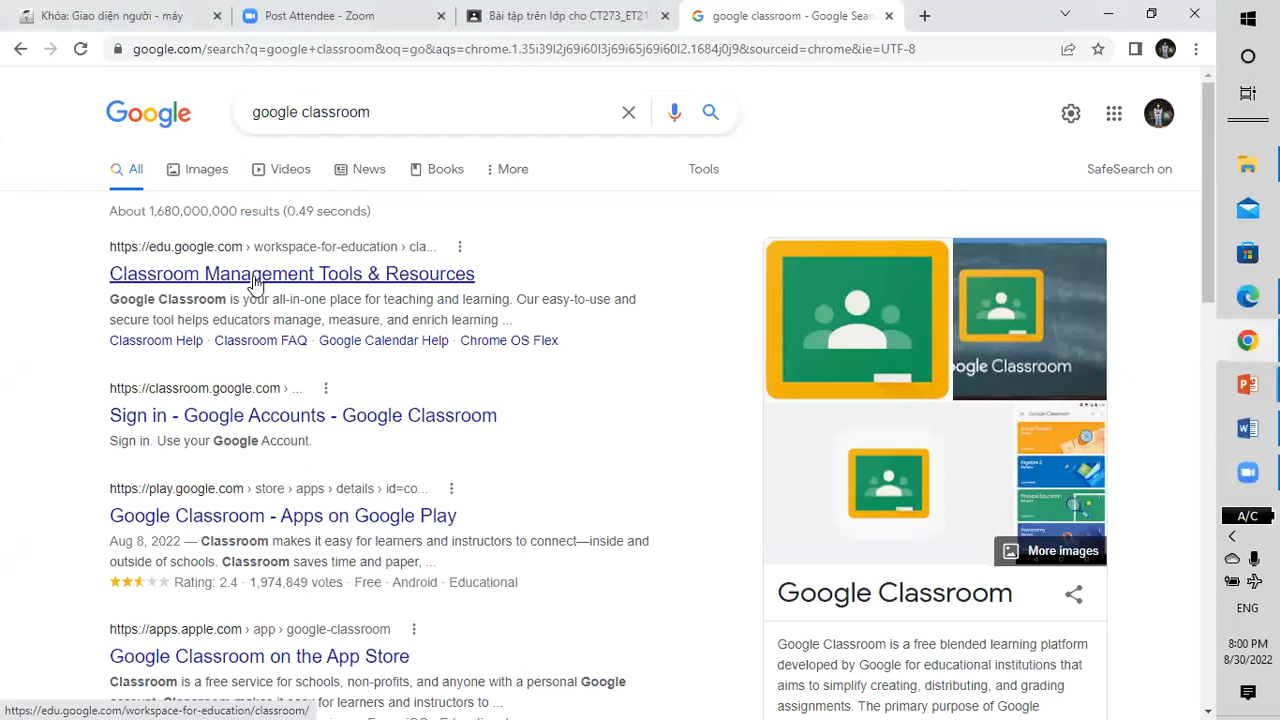 Khóa: Giao diện người - máy
Post Attendee - Zoom
Bài tập trên lớp cho CT273_ET21
google classroom - Google Sear
google.com/search?q=google+classroom&oq=go&aqs=chrome.1.35i39l2j69i60l3j69i65j69i60l2.1684j0j9&sourceid=chrome&ie=UTF-8
Google
google classroom
All
Images
Videos
News
Books
More
Tools
SafeSearch on
About 1,680,000,000 results (0.49 seconds)
https://edu.google.com › workspace-for-education › cla...
Classroom Management Tools & Resources
Google Classroom is your all-in-one place for teaching and learning. Our easy-to-use and
secure tool helps educators manage, measure, and enrich learning ...
Classroom Help · Classroom FAQ · Google Calendar Help · Chrome OS Flex
https://classroom.google.com › ...
Sign in - Google Accounts - Google Classroom
Sign in. Use your Google Account.
https://play.google.com › store › apps › details › id=co...
Google Classroom - Apps on Google Play
Aug 8, 2022 — Classroom makes it easy for learners and instructors to connect—inside and
outside of schools. Classroom saves time and paper, ...
Rating: 2.4 · 1,974,849 votes · Free · Android · Educational
https://apps.apple.com › app › google-classroom
Google Classroom on the App Store
Classroom is a free service for schools, non-profits, and anyone with a personal Google
https://edu.google.com/workspace-for-education/classroom/
for learners and instructors to
oogle Classroom
Google Classroom
More images
Google Classroom
Google Classroom is a free blended learning platform
developed by Google for educational institutions that
aims to simplify creating, distributing, and grading
assignments. The primary purpose of Google
A/C
ENG
8:00 PM
8/30/2022